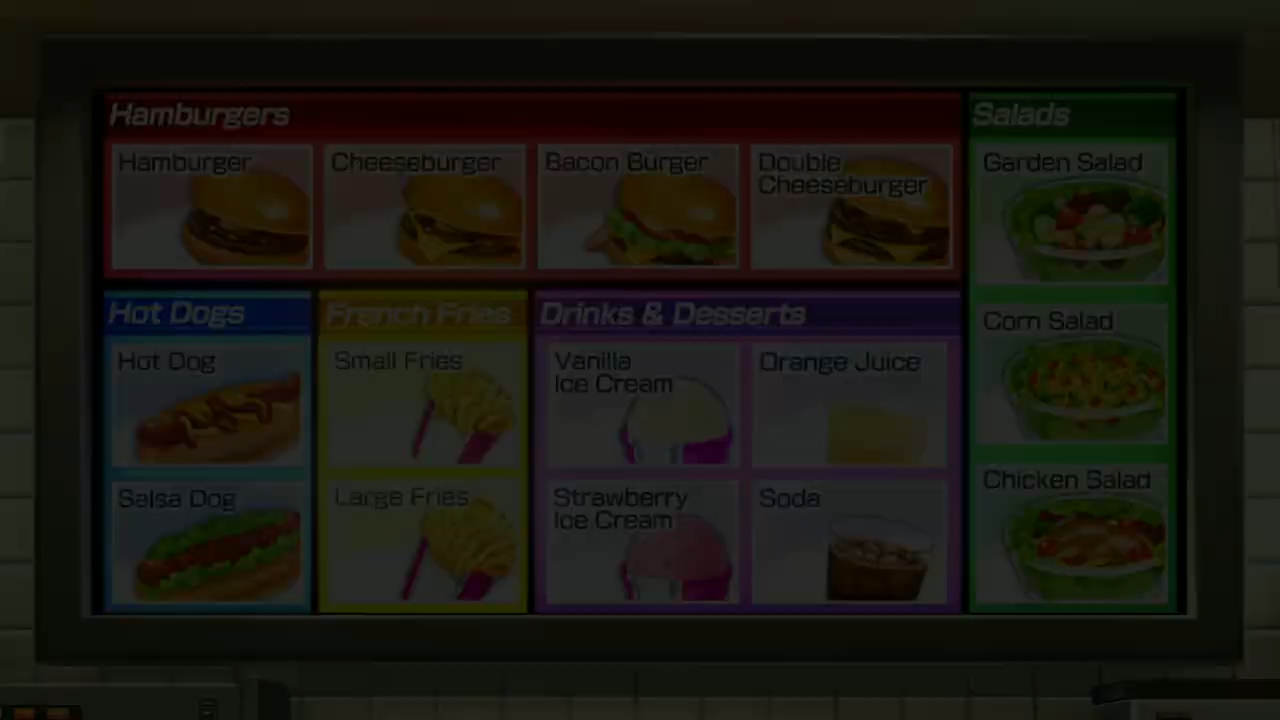 Hamburgers
Hamburger
Cheeseburger
Bacon Burger
Double
Cheeseburger
Hot Dogs
Hot Dog
Salsa Dog
French Fries
Small Fries
Large Fries
Drinks & Desserts
Vanilla
Ice Cream
Orange Juice
Strawberry
Ice Cream
Soda
Salads
Garden Salad
Corn Salad
Chicken Salad